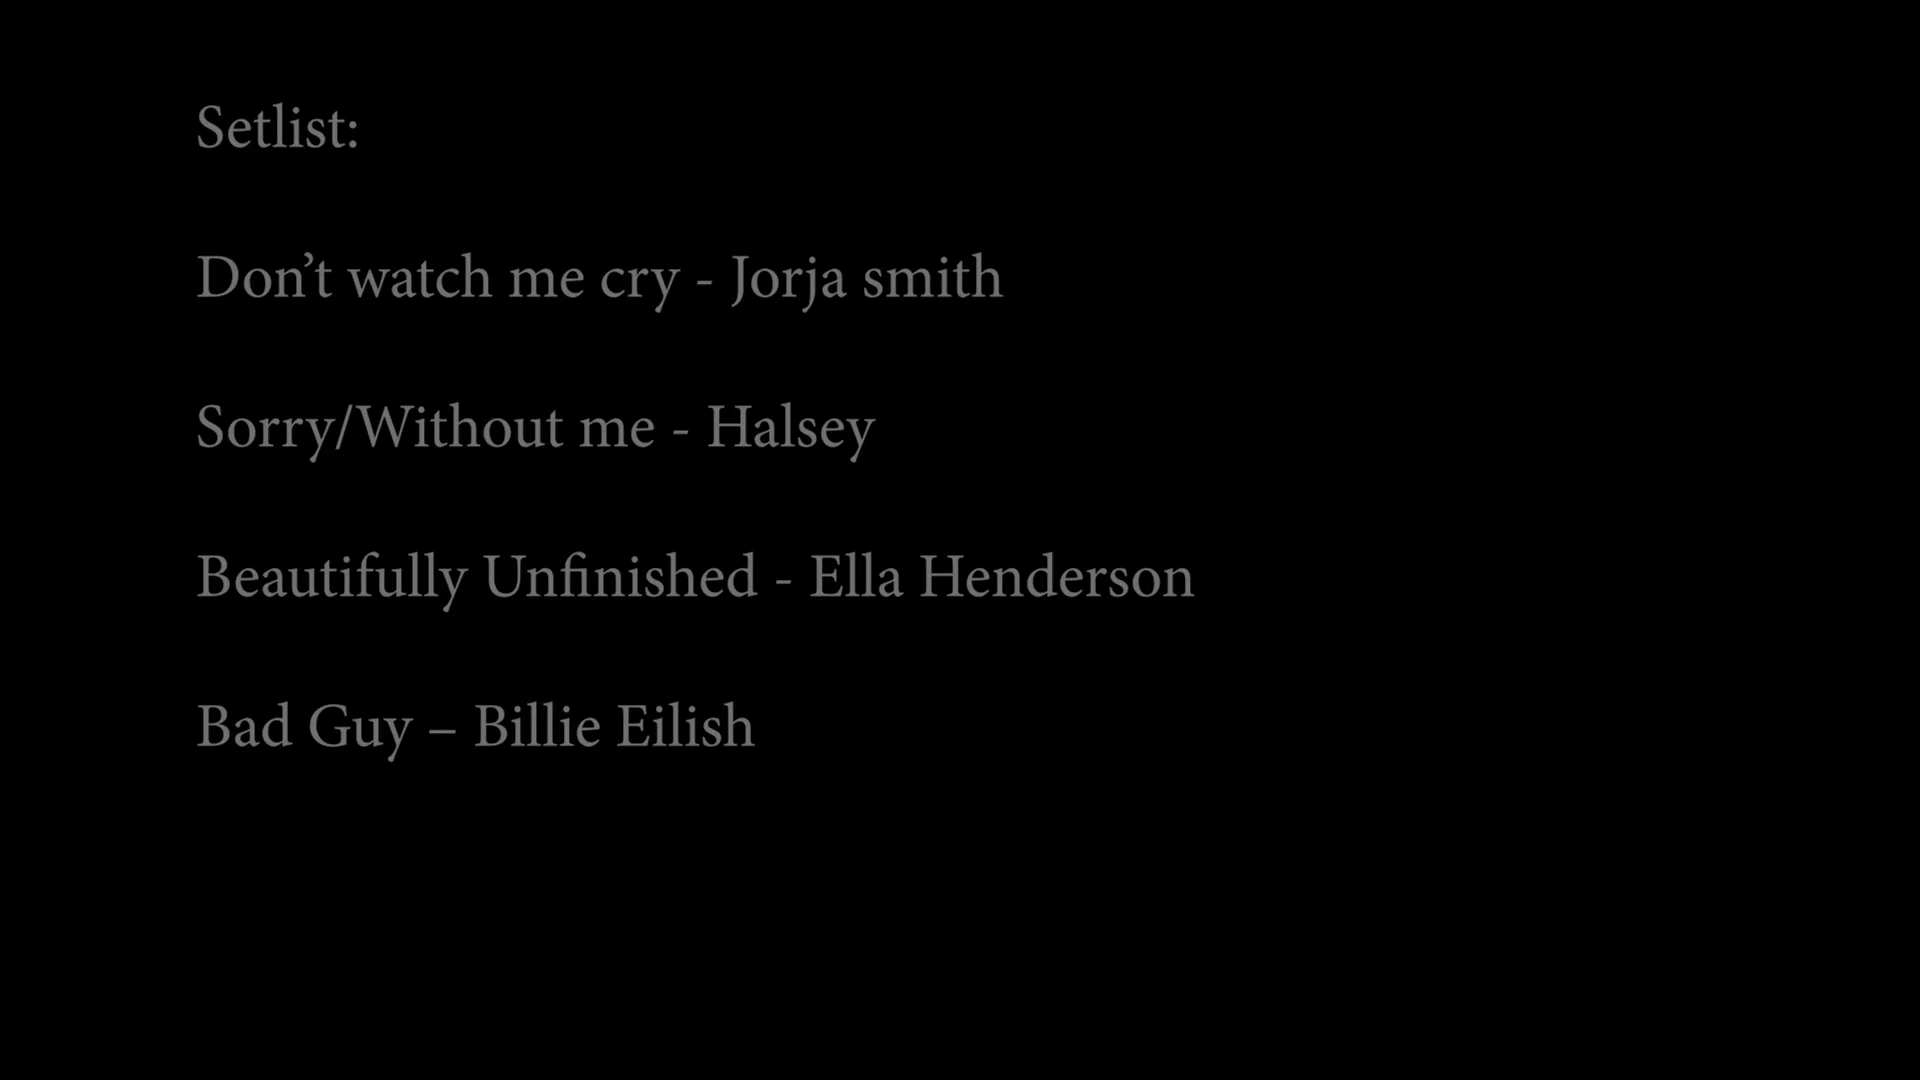 Setlist:
Don’t watch me cry - Jorja smith
Sorry/Without me - Halsey
Beautifully Unfinished - Ella Henderson
Bad Guy – Billie Eilish